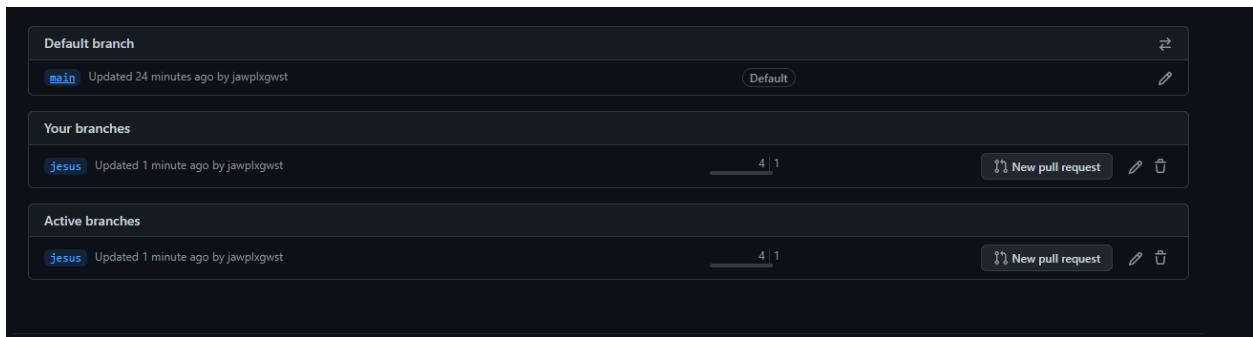 Default branch
main Updated 24 minutes ago by jawplxgwst Default
Your branches
jesus Updated 1 minute ago by jawplxgwst 4 1 New pull request
Active branches
jesus Updated 1 minute ago by jawplxgwst 4 1 New pull request